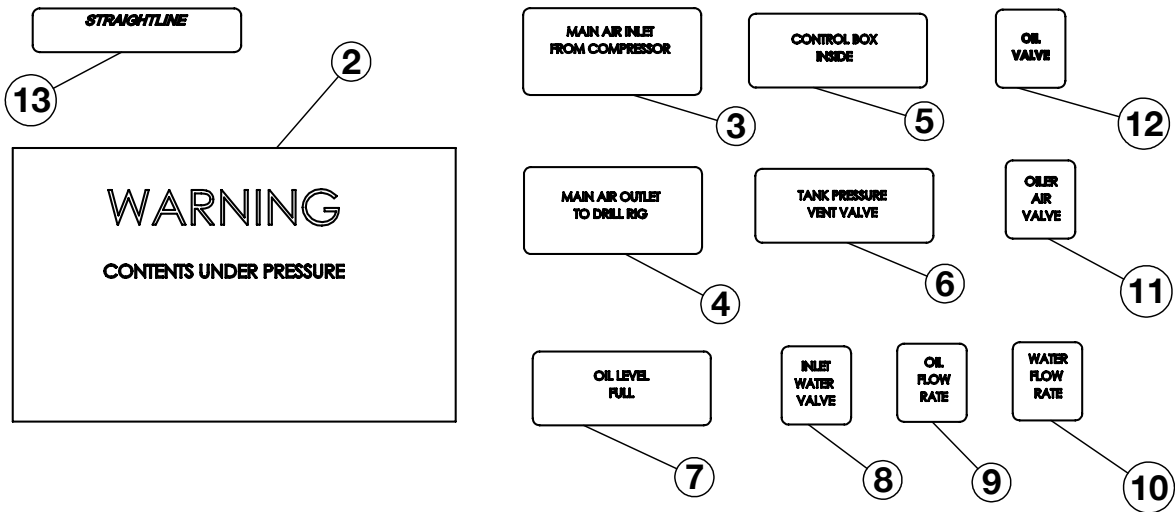 STRAIGHTLINE
13
2
WARNING
CONTENTS UNDER PRESSURE
MAIN AIR INLET
FROM COMPRESSOR
3
CONTROL BOX
INSIDE
5
OIL
VALVE
12
MAIN AIR OUTLET
TO DRILL RIG
4
TANK PRESSURE
VENT VALVE
6
OILER
AIR
VALVE
11
OIL LEVEL
FULL
7
INLET
WATER
VALVE
8
OIL
FLOW
RATE
9
WATER
FLOW
RATE
10